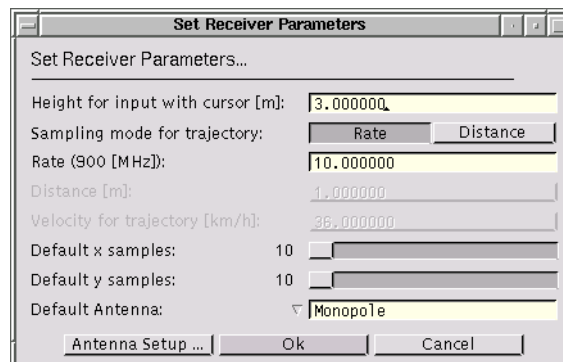 Set Receiver Parameters
Set Receiver Parameters...
Height for input with cursor [m]: 3.000000
Sampling mode for trajectory: Rate Distance
Rate (900 [MHz]): 10.000000
Distance [m]: 1.000000
Velocity for trajectory [km/h]: 36.000000
Default x samples: 10
Default y samples: 10
Default Antenna: Monopole
Antenna Setup ... Ok Cancel